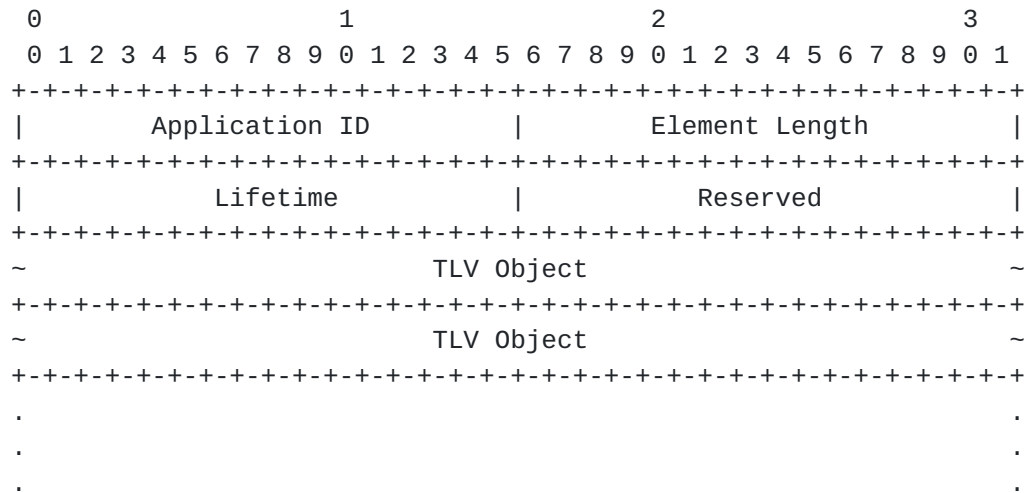 0                   1                   2                   3
 0 1 2 3 4 5 6 7 8 9 0 1 2 3 4 5 6 7 8 9 0 1 2 3 4 5 6 7 8 9 0 1
+-+-+-+-+-+-+-+-+-+-+-+-+-+-+-+-+-+-+-+-+-+-+-+-+-+-+-+-+-+-+-+-+
|        Application ID         |        Element Length         |
+-+-+-+-+-+-+-+-+-+-+-+-+-+-+-+-+-+-+-+-+-+-+-+-+-+-+-+-+-+-+-+-+
|            Lifetime           |           Reserved            |
+-+-+-+-+-+-+-+-+-+-+-+-+-+-+-+-+-+-+-+-+-+-+-+-+-+-+-+-+-+-+-+-+
~                          TLV Object                           ~
+-+-+-+-+-+-+-+-+-+-+-+-+-+-+-+-+-+-+-+-+-+-+-+-+-+-+-+-+-+-+-+-+
~                          TLV Object                           ~
+-+-+-+-+-+-+-+-+-+-+-+-+-+-+-+-+-+-+-+-+-+-+-+-+-+-+-+-+-+-+-+-+
.                                                               .
.                                                               .
.                                                               .